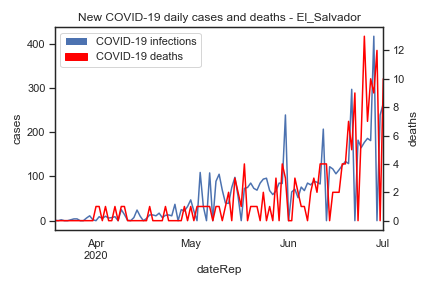 New COVID-19 daily cases and deaths - El_Salvador
COVID-19 infections
COVID-19 deaths
400
300
200
100
0
cases
12
10
8
6
4
2
0
deaths
Apr
2020
May
Jun
Jul
dateRep